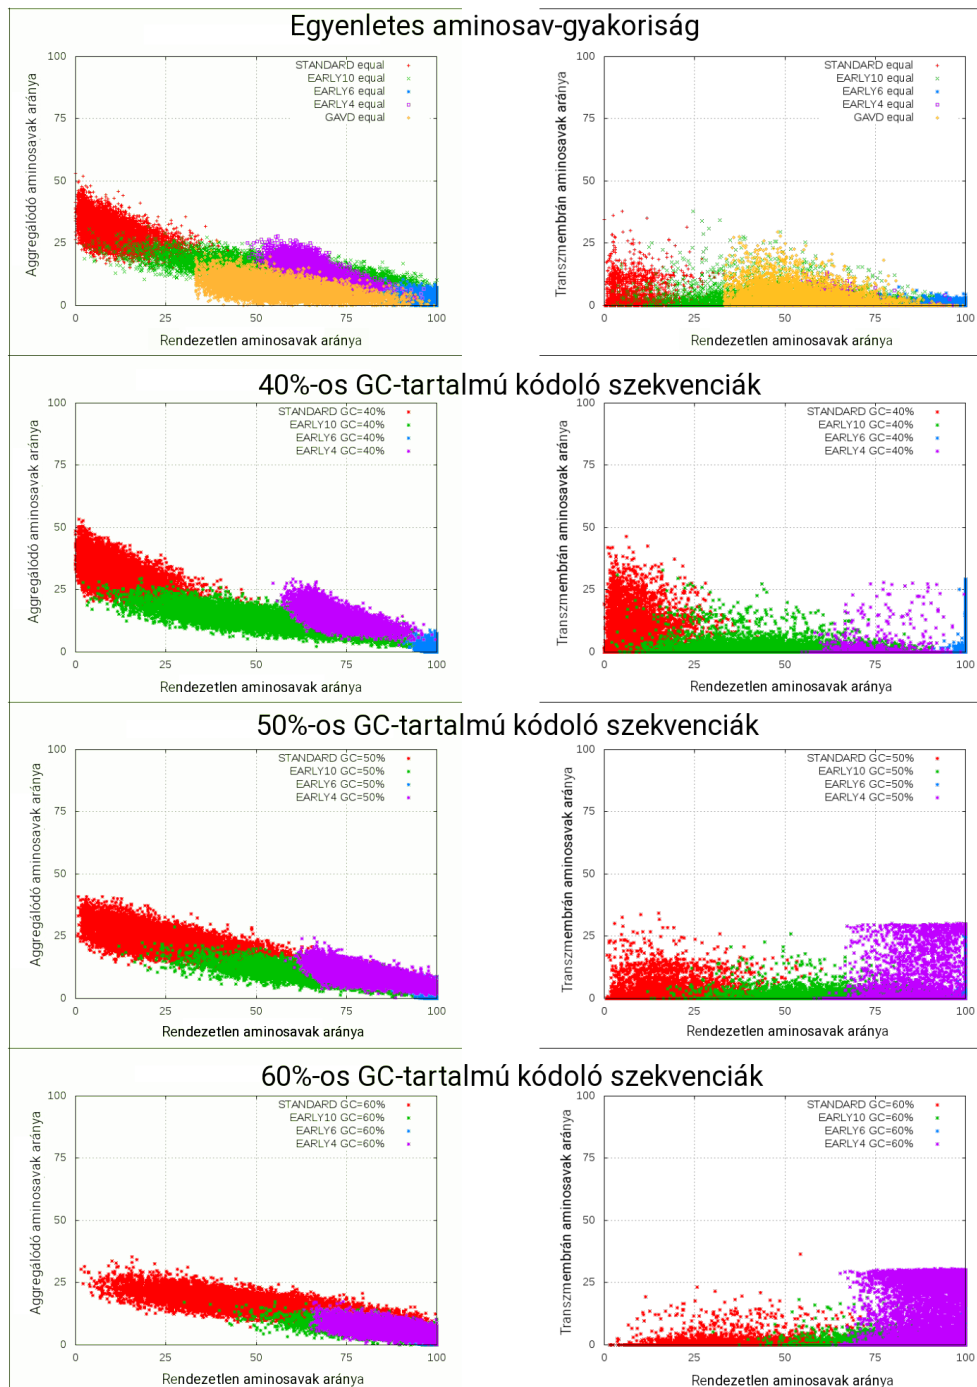 Egyenletes aminosav-gyakoriság
Aggregálódó aminosavak aránya
100
75
50
25
0
STANDARD equal
EARLY10 equal
EARLY6 equal
EARLY4 equal
GAVD equal
0 25 50 75 100
Rendezetlen aminosavak aránya
Transzmembrán aminosavak aránya
100
75
50
25
0
STANDARD equal
EARLY10 equal
EARLY6 equal
EARLY4 equal
GAVD equal
0 25 50 75 100
Rendezetlen aminosavak aránya
40%-os GC-tartalmú kódoló szekvenciák
Aggregálódó aminosavak aránya
100
75
50
25
0
STANDARD GC=40%
EARLY10 GC=40%
EARLY6 GC=40%
EARLY4 GC=40%
0 25 50 75 100
Rendezetlen aminosavak aránya
Transzmembrán aminosavak aránya
100
75
50
25
0
STANDARD GC=40%
EARLY10 GC=40%
EARLY6 GC=40%
EARLY4 GC=40%
0 25 50 75 100
Rendezetlen aminosavak aránya
50%-os GC-tartalmú kódoló szekvenciák
Aggregálódó aminosavak aránya
100
75
50
25
0
STANDARD GC=50%
EARLY10 GC=50%
EARLY6 GC=50%
EARLY4 GC=50%
0 25 50 75 100
Rendezetlen aminosavak aránya
Transzmembrán aminosavak aránya
100
75
50
25
0
STANDARD GC=50%
EARLY10 GC=50%
EARLY6 GC=50%
EARLY4 GC=50%
0 25 50 75 100
Rendezetlen aminosavak aránya
60%-os GC-tartalmú kódoló szekvenciák
Aggregálódó aminosavak aránya
100
75
50
25
0
STANDARD GC=60%
EARLY10 GC=60%
EARLY6 GC=60%
EARLY4 GC=60%
0 25 50 75 100
Rendezetlen aminosavak aránya
Transzmembrán aminosavak aránya
100
75
50
25
0
STANDARD GC=60%
EARLY10 GC=60%
EARLY6 GC=60%
EARLY4 GC=60%
0 25 50 75 100
Rendezetlen aminosavak aránya